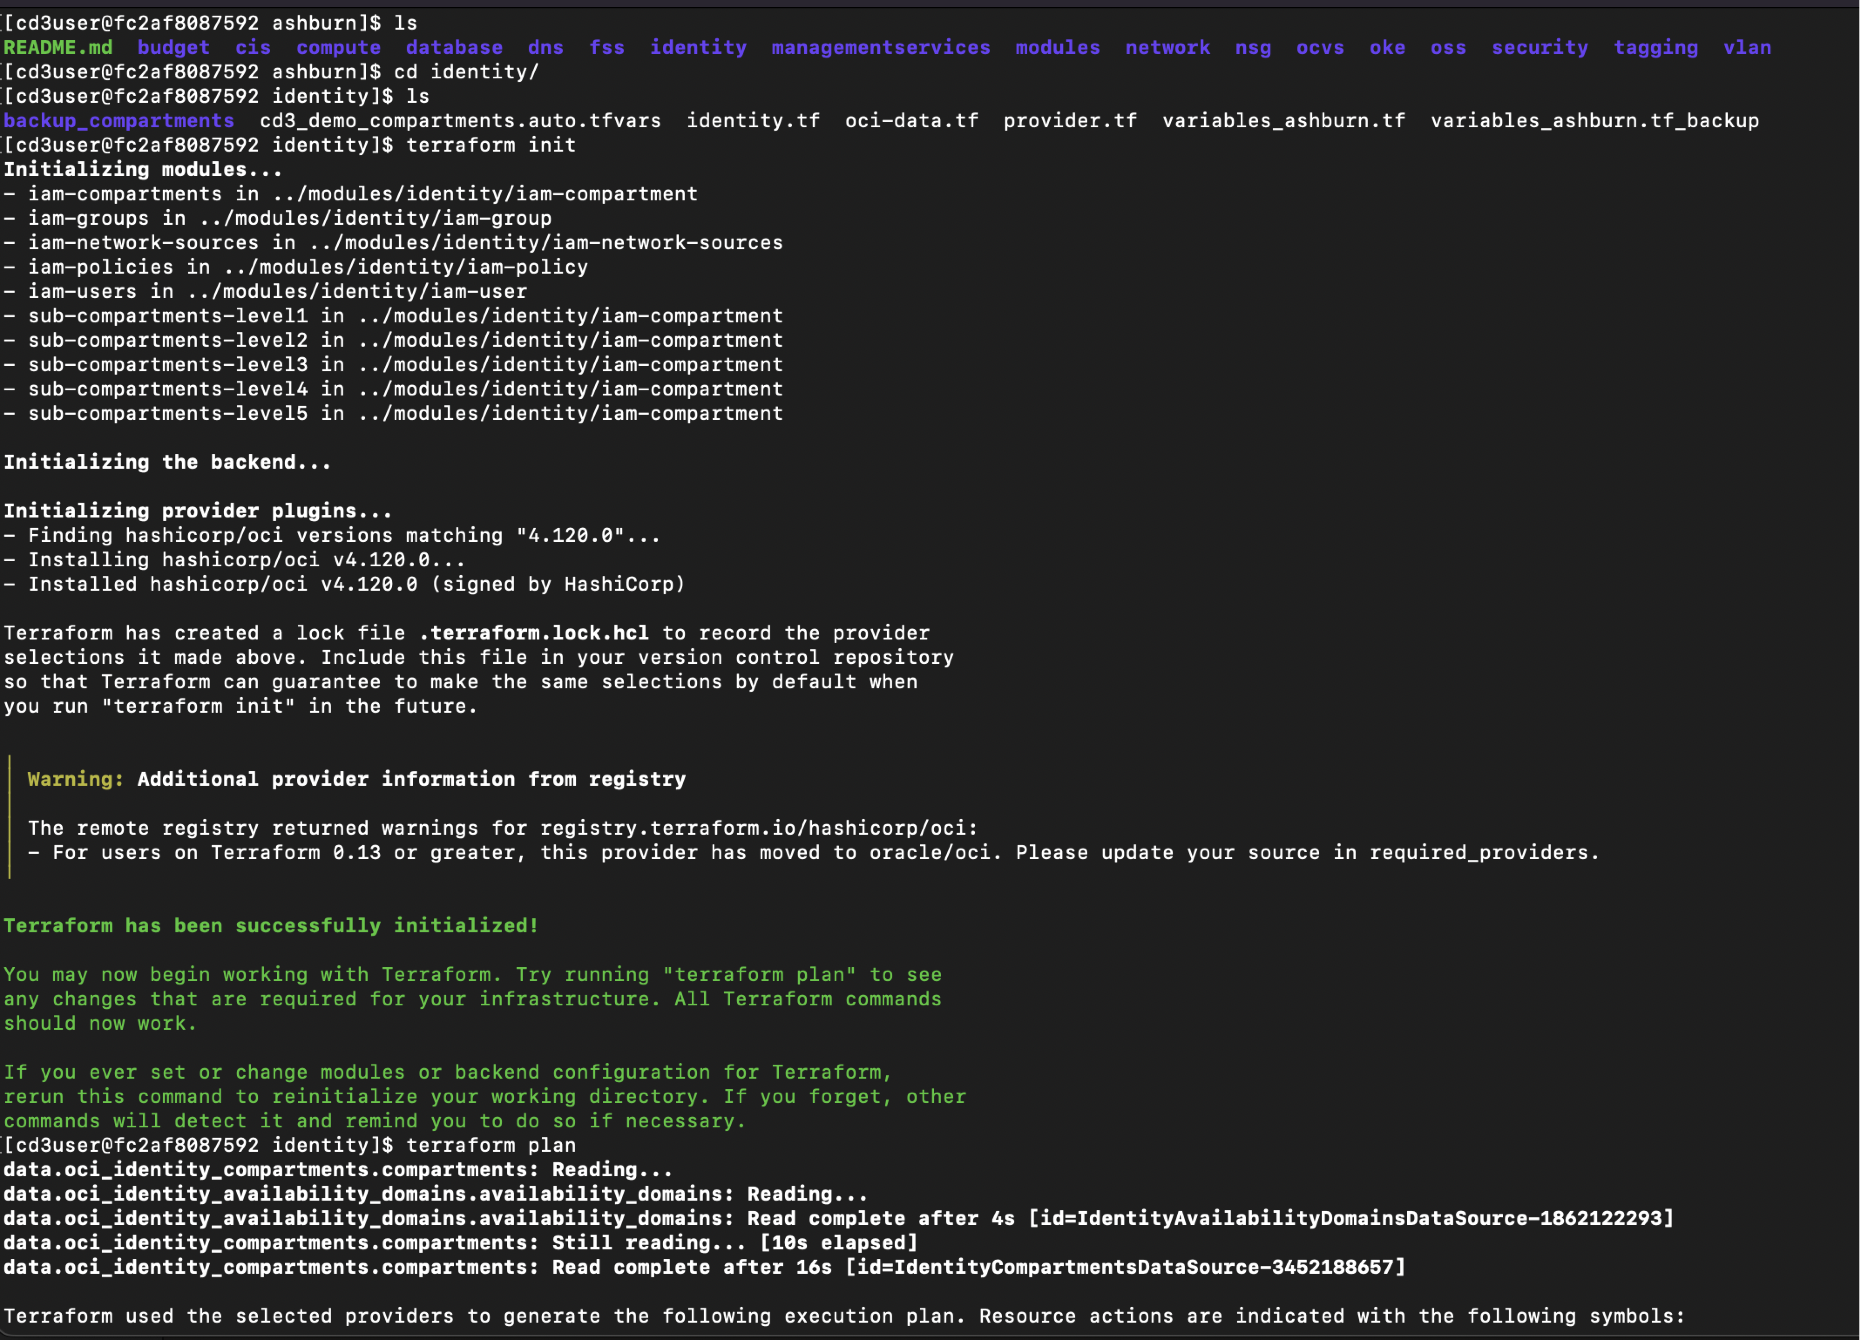 [[cd3user@fc2af8087592 ashburn]$ ls
README.md  budget  cis  compute  database  dns  fss  identity  managementservices  modules  network  nsg  ocvs  oke  oss  security  tagging  vlan
[[cd3user@fc2af8087592 ashburn]$ cd identity/
[[cd3user@fc2af8087592 identity]$ ls
backup_compartments  cd3_demo_compartments.auto.tfvars  identity.tf  oci-data.tf  provider.tf  variables_ashburn.tf  variables_ashburn.tf_backup
[[cd3user@fc2af8087592 identity]$ terraform init
Initializing modules...
- iam-compartments in ../modules/identity/iam-compartment
- iam-groups in ../modules/identity/iam-group
- iam-network-sources in ../modules/identity/iam-network-sources
- iam-policies in ../modules/identity/iam-policy
- iam-users in ../modules/identity/iam-user
- sub-compartments-level1 in ../modules/identity/iam-compartment
- sub-compartments-level2 in ../modules/identity/iam-compartment
- sub-compartments-level3 in ../modules/identity/iam-compartment
- sub-compartments-level4 in ../modules/identity/iam-compartment
- sub-compartments-level5 in ../modules/identity/iam-compartment
Initializing the backend...
Initializing provider plugins...
- Finding hashicorp/oci versions matching "4.120.0"...
- Installing hashicorp/oci v4.120.0...
- Installed hashicorp/oci v4.120.0 (signed by HashiCorp)
Terraform has created a lock file .terraform.lock.hcl to record the provider
selections it made above. Include this file in your version control repository
so that Terraform can guarantee to make the same selections by default when
you run "terraform init" in the future.
Warning: Additional provider information from registry
The remote registry returned warnings for registry.terraform.io/hashicorp/oci:
- For users on Terraform 0.13 or greater, this provider has moved to oracle/oci. Please update your source in required_providers.
Terraform has been successfully initialized!
You may now begin working with Terraform. Try running "terraform plan" to see
any changes that are required for your infrastructure. All Terraform commands
should now work.
If you ever set or change modules or backend configuration for Terraform,
rerun this command to reinitialize your working directory. If you forget, other
commands will detect it and remind you to do so if necessary.
[[cd3user@fc2af8087592 identity]$ terraform plan
data.oci_identity_compartments.compartments: Reading...
data.oci_identity_availability_domains.availability_domains: Reading...
data.oci_identity_availability_domains.availability_domains: Read complete after 4s [id=IdentityAvailabilityDomainsDataSource-1862122293]
data.oci_identity_compartments.compartments: Still reading... [10s elapsed]
data.oci_identity_compartments.compartments: Read complete after 16s [id=IdentityCompartmentsDataSource-3452188657]
Terraform used the selected providers to generate the following execution plan. Resource actions are indicated with the following symbols: